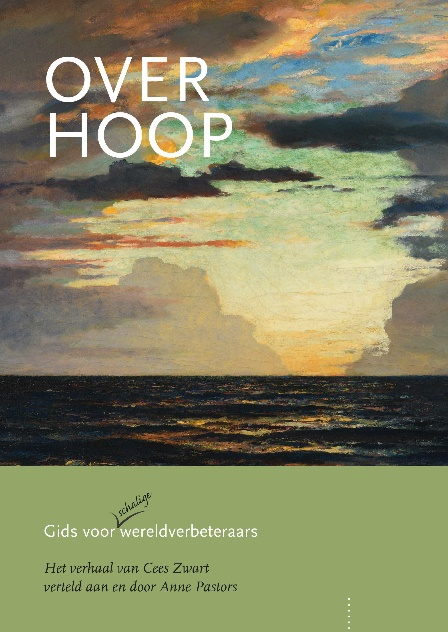 OVER
HOOP
schalige
Gids voor wereldverbeteraars
Het verhaal van Cees Zwart
verteld aan en door Anne Pastors